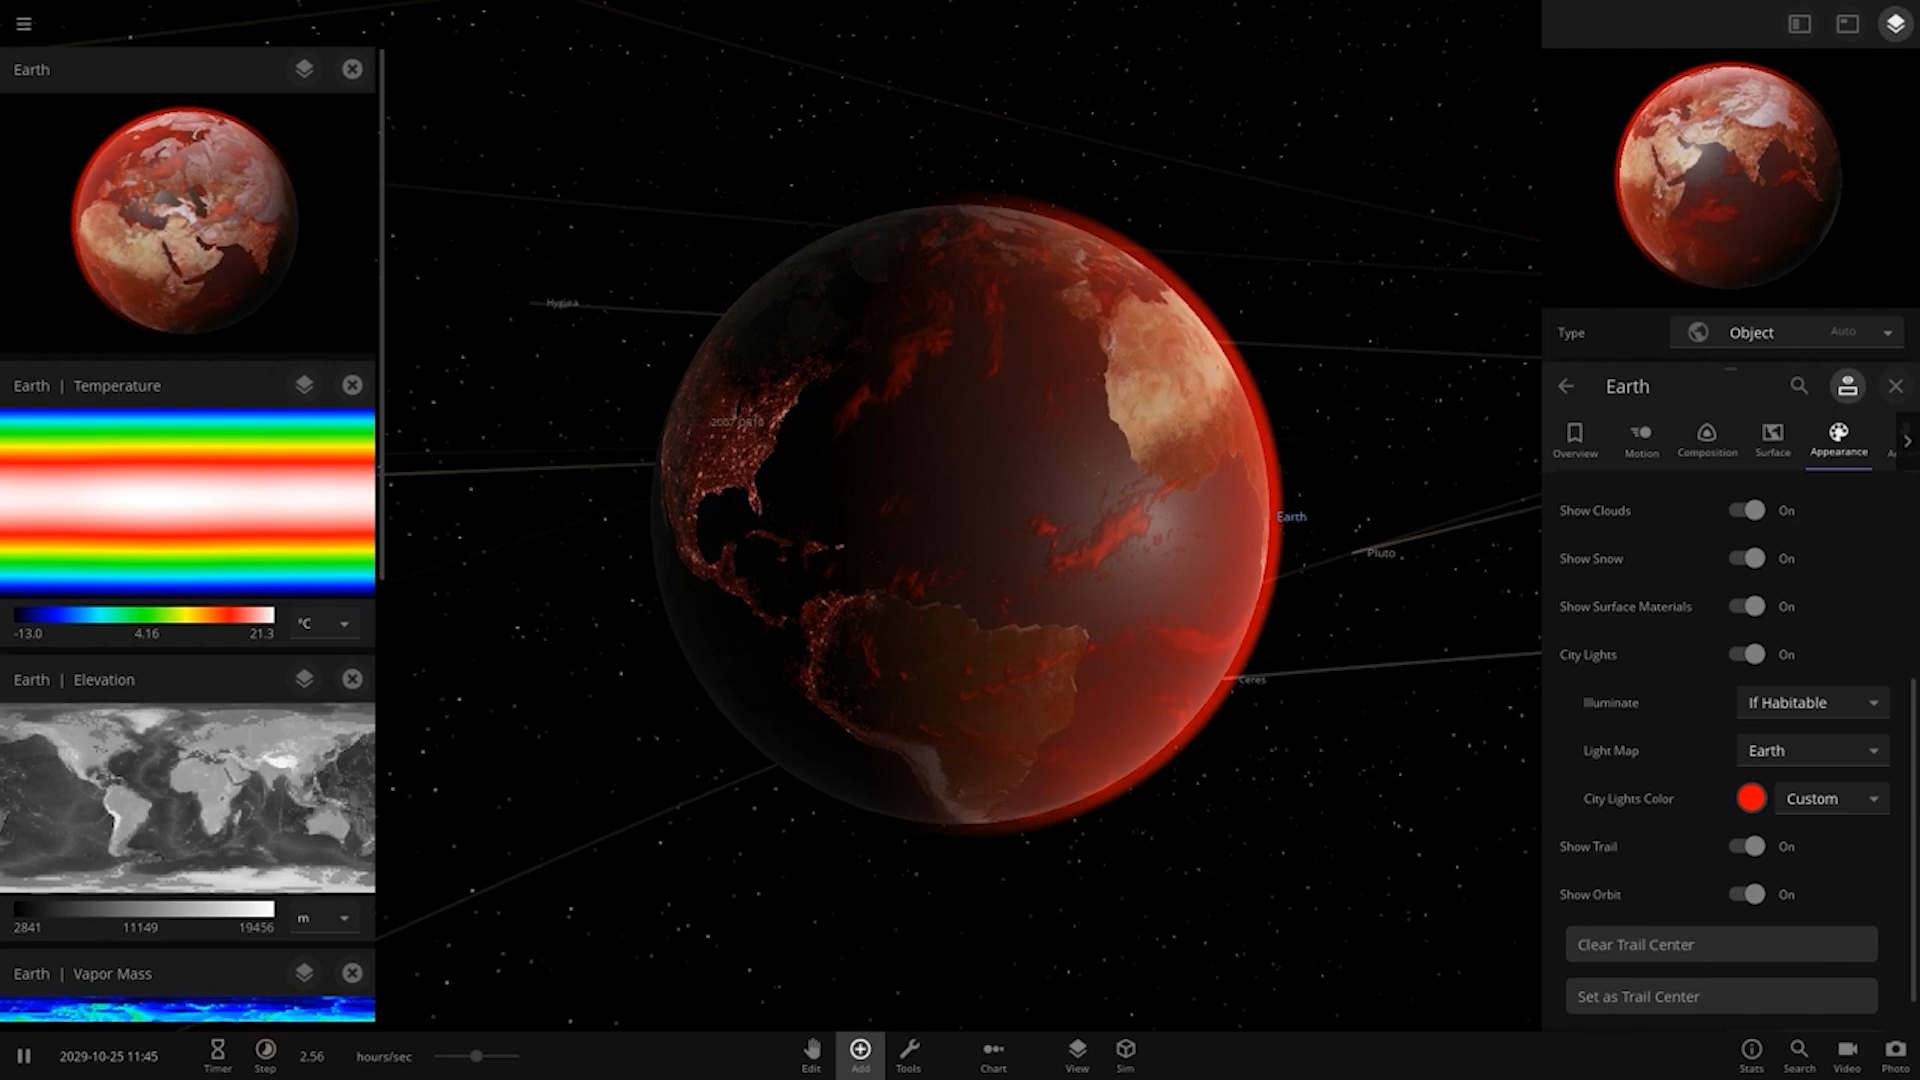 Earth
Earth | Temperature
°C
-13.0 4.16 21.3
Earth | Elevation
m
2841 11149 19456
Earth | Vapor Mass
Hygiea
Earth
Pluto
Ceres
Type Object Auto
Earth
Overview Motion Composition Surface Appearance
Show Clouds On
Show Snow On
Show Surface Materials On
City Lights On
Illuminate If Habitable
Light Map Earth
City Lights Color Custom
Show Trail On
Show Orbit On
Clear Trail Center
Set as Trail Center
2029-10-25 11:45 Timer Step 2.56 hours/sec Edit Add Tools Chart View Sim Stats Search Video Photo